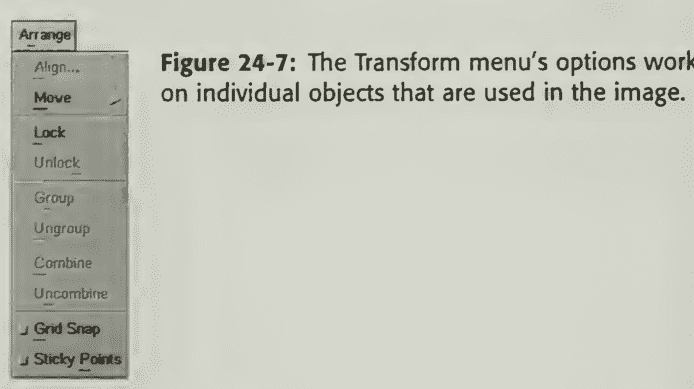 Arrange
Align...
Move
Lock
Unlock
Group
Ungroup
Combine
Uncombine
Grid Snap
Sticky Points
Figure 24-7: The Transform menu's options work
on individual objects that are used in the image.